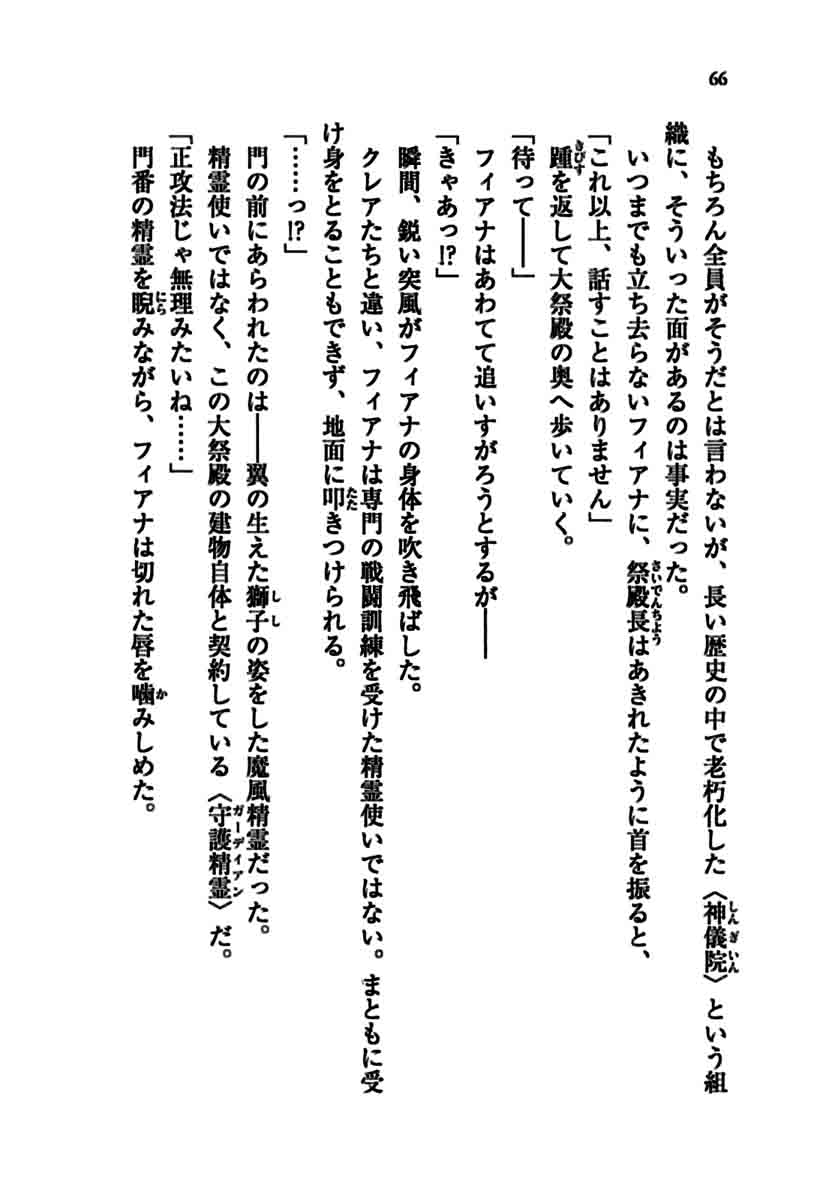 66
もちろん全員がそうだとは言わないが、長い歴史の中で老朽化した〈神儀院〉という組
織に、そういった面があるのは事実だった。
いつまでも立ち去らないフィアナに、祭殿長はあきれたように首を振ると、
「これ以上、話すことはありません」
踵を返して大祭殿の奥へ歩いていく。
「待って――」
フィアナはあわてて追いすがろうとするが――
「きゃあっ!?」
瞬間、鋭い突風がフィアナの身体を吹き飛ばした。
クレアたちと違い、フィアナは専門の戦闘訓練を受けた精霊使いではない。まともに受
け身をとることもできず、地面に叩きつけられる。
「……っ!?」
門の前にあらわれたのは――翼の生えた獅子の姿をした魔風精霊だった。
精霊使いではなく、この大祭殿の建物自体と契約している〈守護精霊〉だ。
「正攻法じゃ無理みたいね……」
門番の精霊を睨みながら、フィアナは切れた唇を噛みしめた。